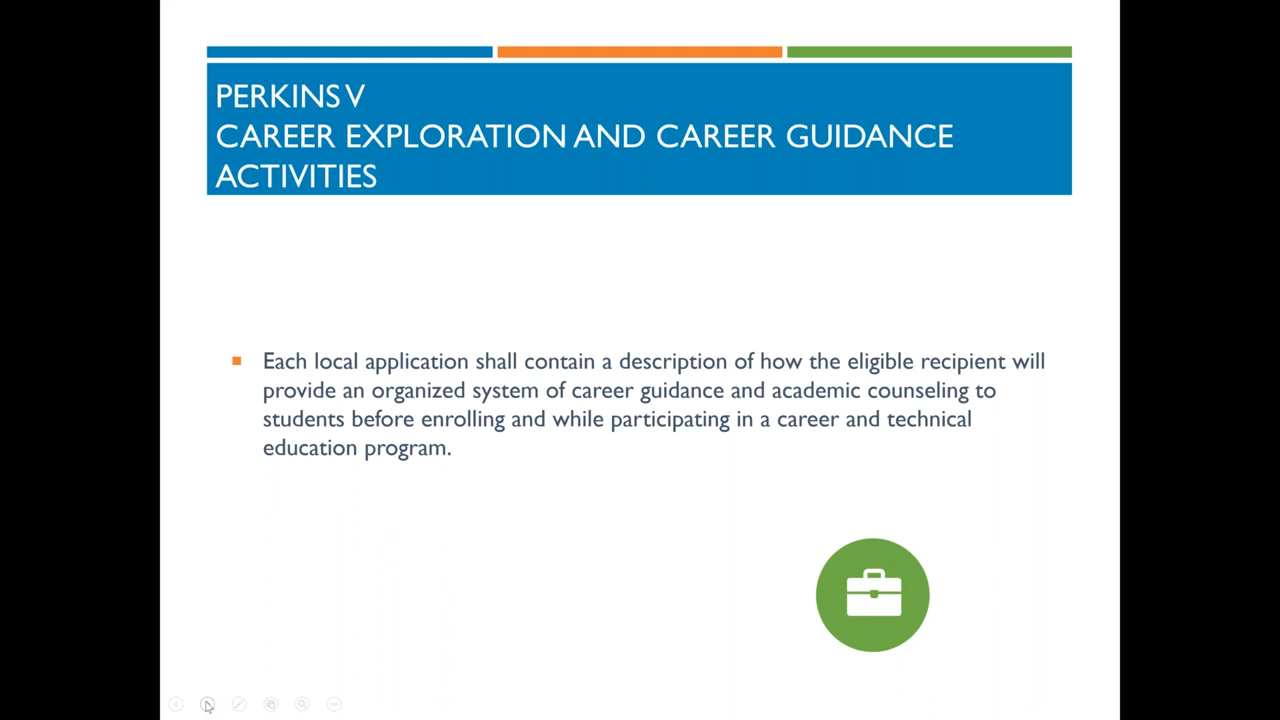 PERKINS V
CAREER EXPLORATION AND CAREER GUIDANCE
ACTIVITIES
Each local application shall contain a description of how the eligible recipient will
provide an organized system of career guidance and academic counseling to
students before enrolling and while participating in a career and technical
education program.